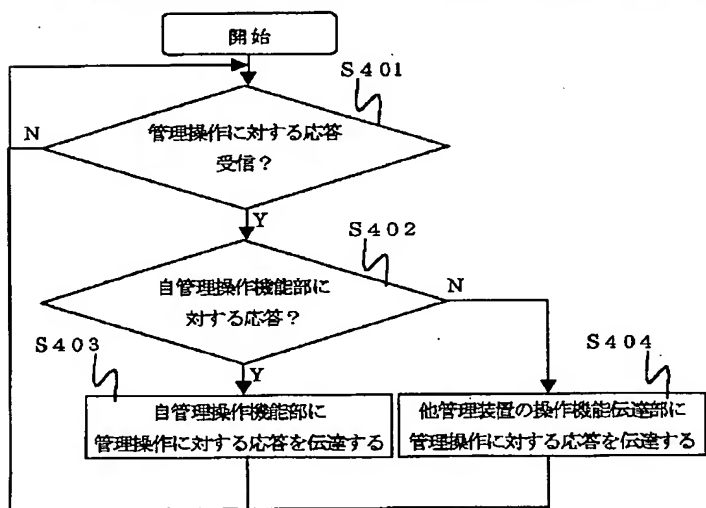 開始
S401
管理操作に対する応答
受信？
N
Y
S402
自管理操作機能部に
対する応答？
N
S403
Y
S404
自管理操作機能部に
管理操作に対する応答を伝達する
他管理装置の操作機能伝達部に
管理操作に対する応答を伝達する